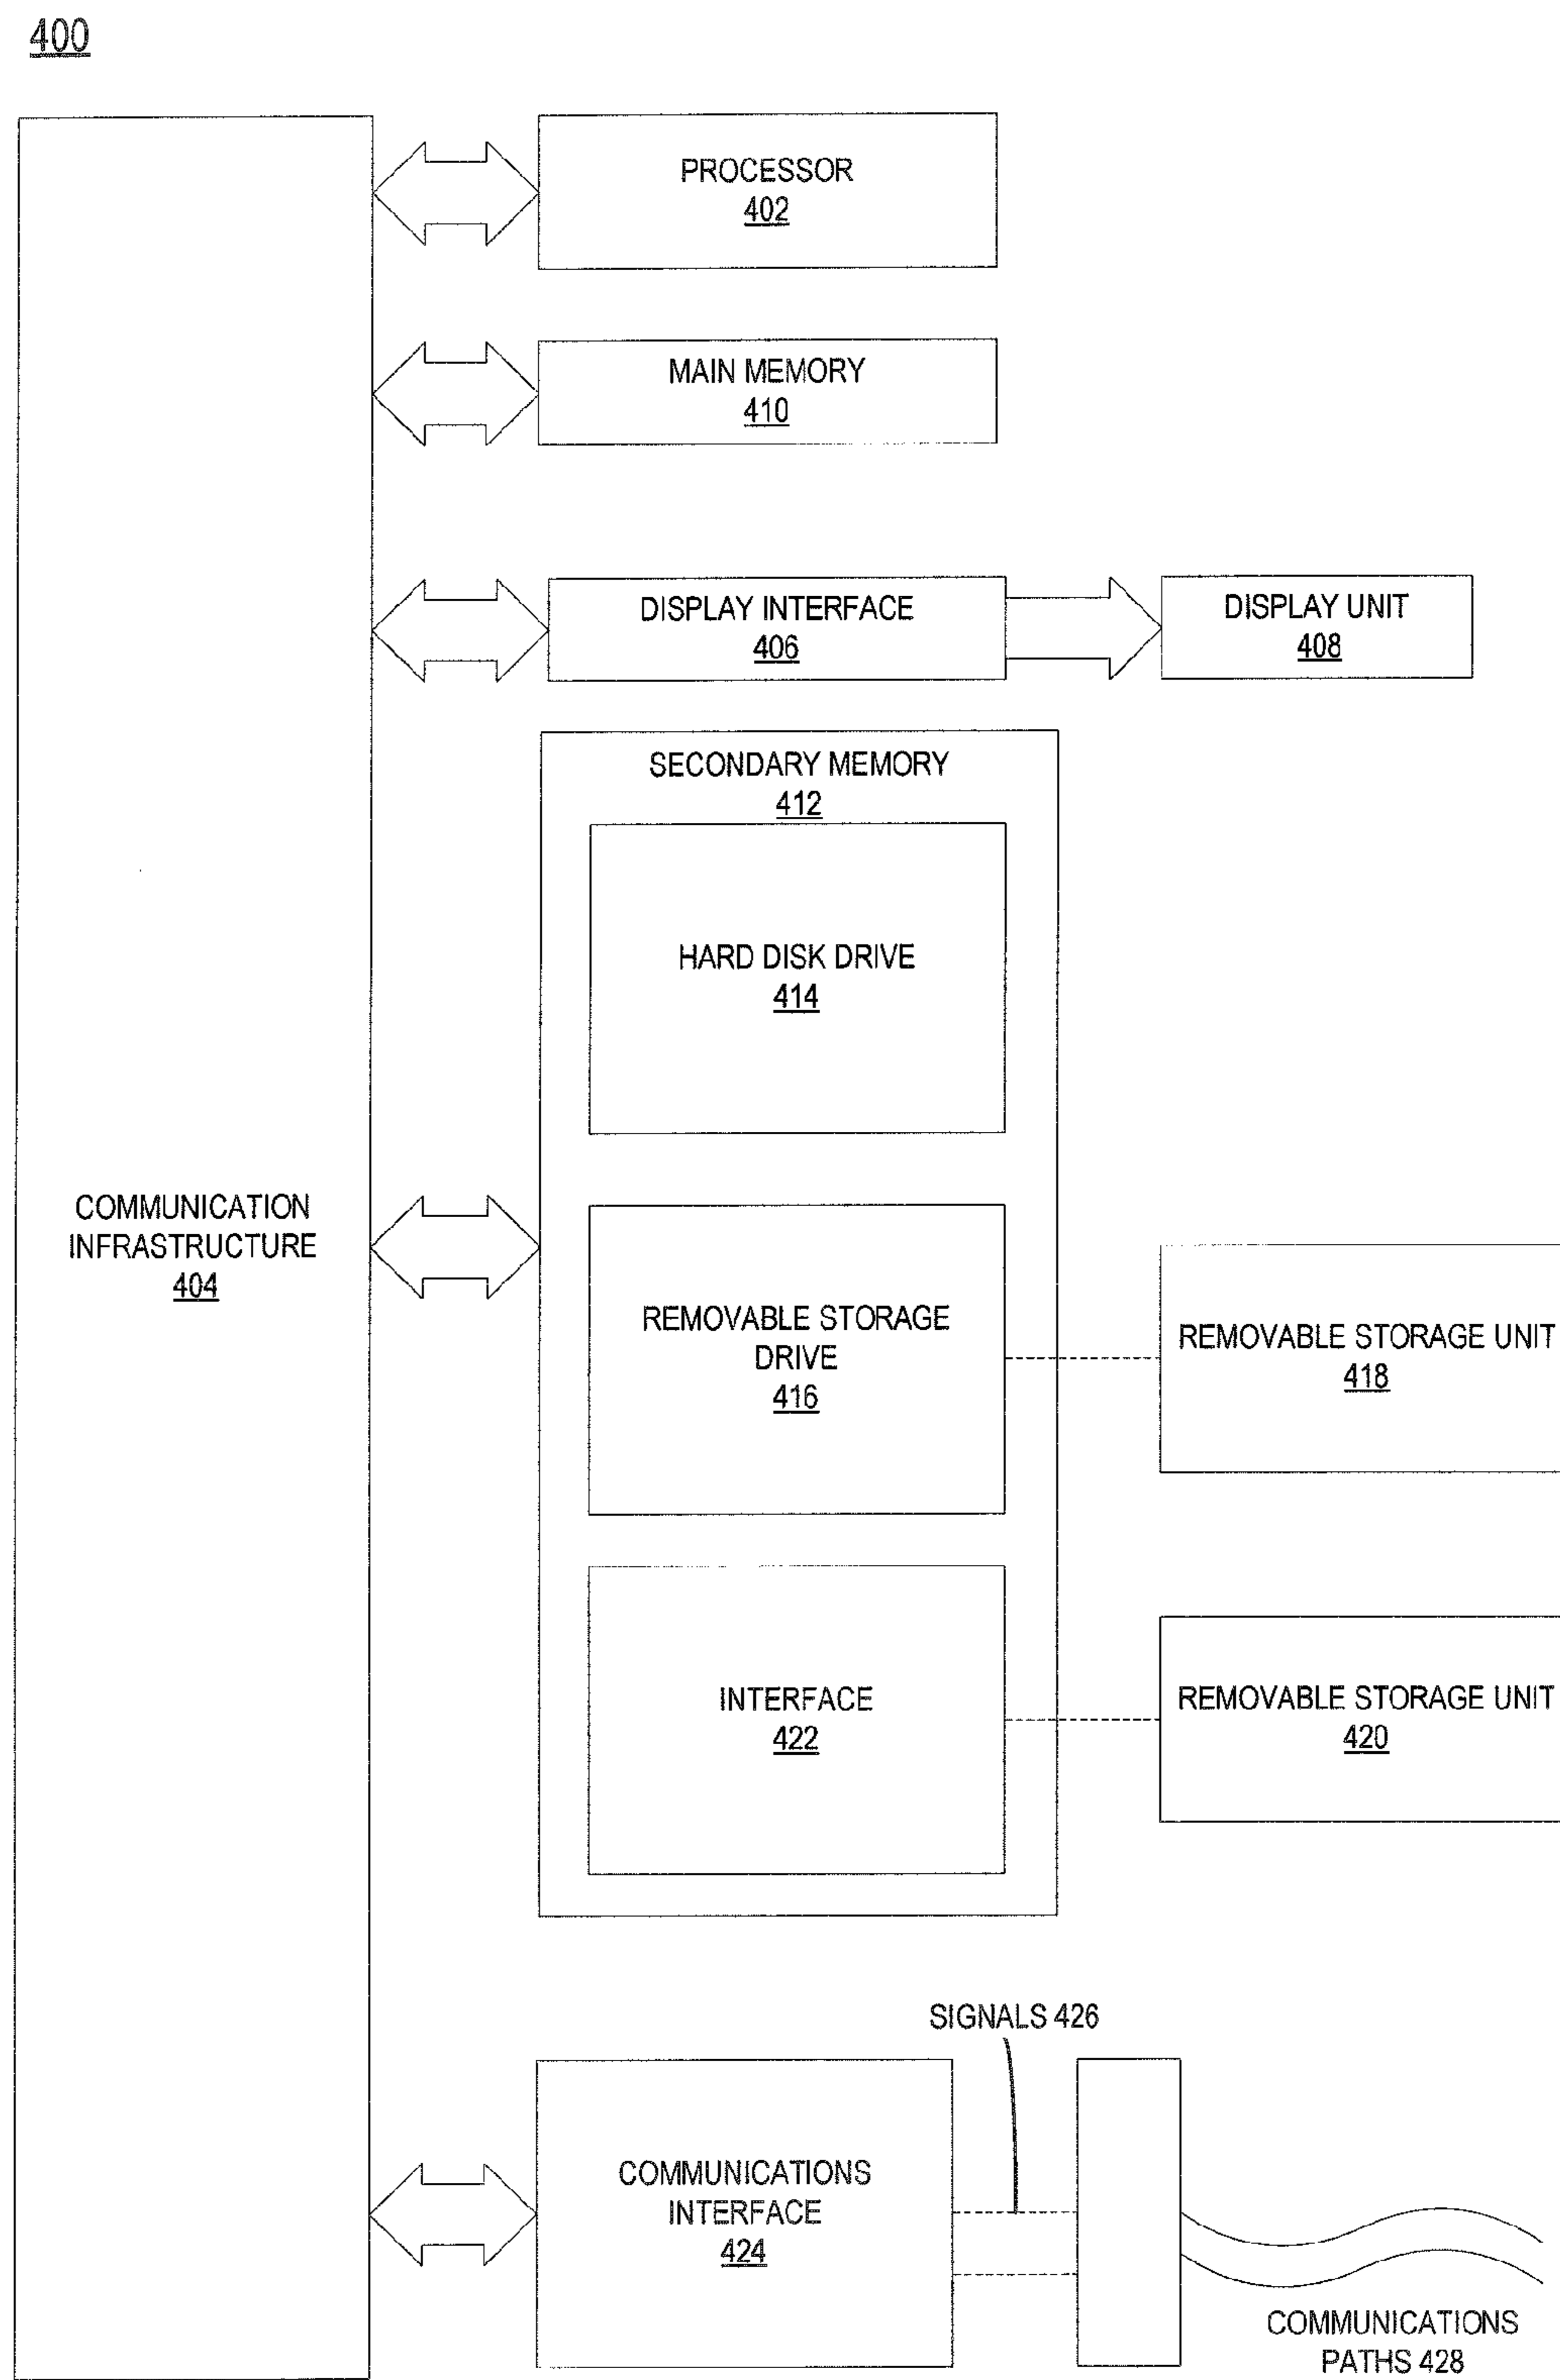 400
PROCESSOR
402
MAIN MEMORY
410
DISPLAY INTERFACE
406
DISPLAY UNIT
408
SECONDARY MEMORY
412
HARD DISK DRIVE
414
COMMUNICATION
INFRASTRUCTURE
404
REMOVABLE STORAGE
DRIVE
416
REMOVABLE STORAGE UNIT
418
INTERFACE
422
REMOVABLE STORAGE UNIT
420
SIGNALS 426
COMMUNICATIONS
INTERFACE
424
COMMUNICATIONS
PATHS 428